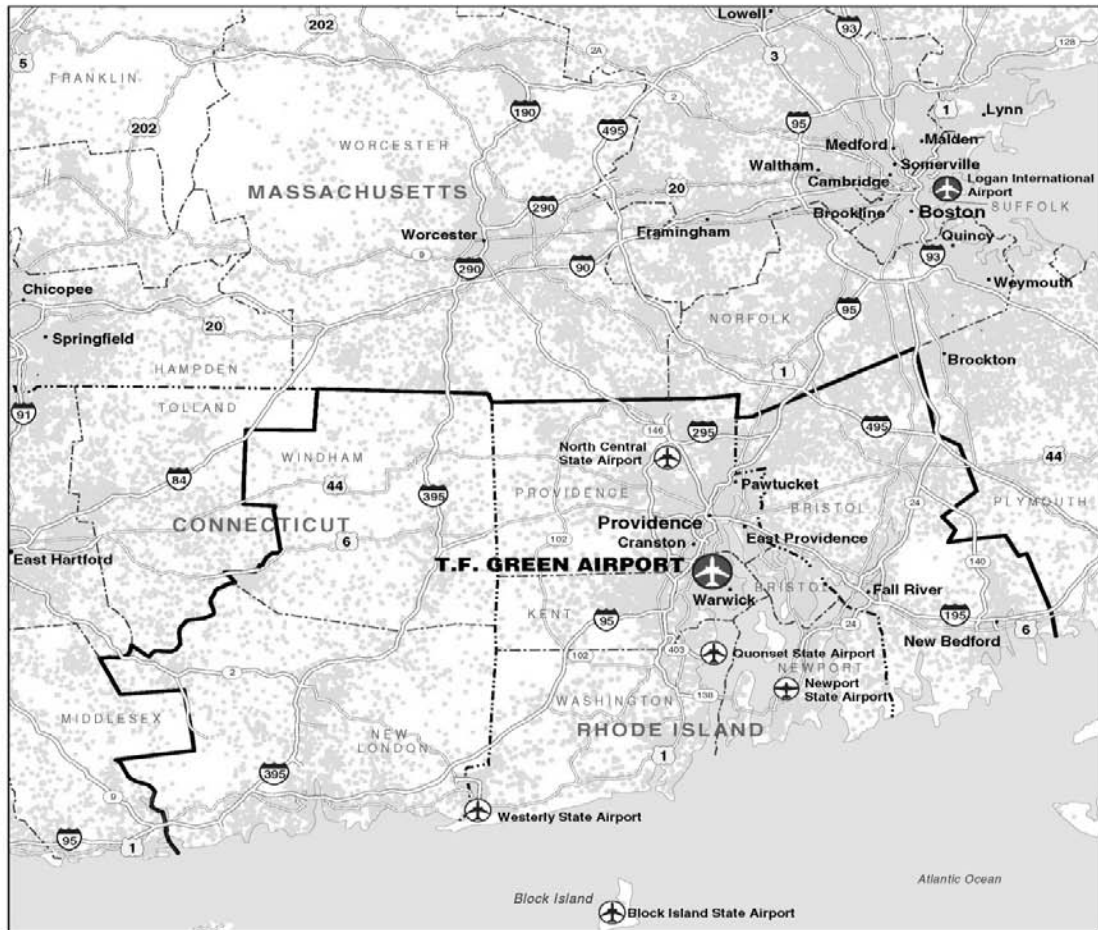 Lowell
202
93
5
2A
3
128
FRANKLIN
2
1
Lynn
190
95
202
495
Medford
Malden
WORCESTER
Somerville
Waltham
Cambridge
Logan International
Airport
MASSACHUSETTS
20
290
Brookline
Boston
SUFFOLK
Worcester
Framingham
Quincy
9
290
90
93
Weymouth
Chicopee
95
20
NORFOLK
Springfield
Brockton
HAMPDEN
1
TOLLAND
91
146
295
495
North Central
State Airport
WINDHAM
44
84
44
395
PROVIDENCE
Pawtucket
24
PLYMOUTH
BRISTOL
CONNECTICUT
Providence
6
102
East Providence
Cranston
East Hartford
T.F. GREEN AIRPORT
140
BRISTOL
Warwick
Fall River
KENT
95
195
24
6
New Bedford
403
Quonset State Airport
102
2
NEWPORT
Newport
State Airport
WASHINGTON
138
MIDDLESEX
RHODE ISLAND
NEW
LONDON
1
395
9
Westerly State Airport
95
1
Atlantic Ocean
Block Island
Block Island State Airport